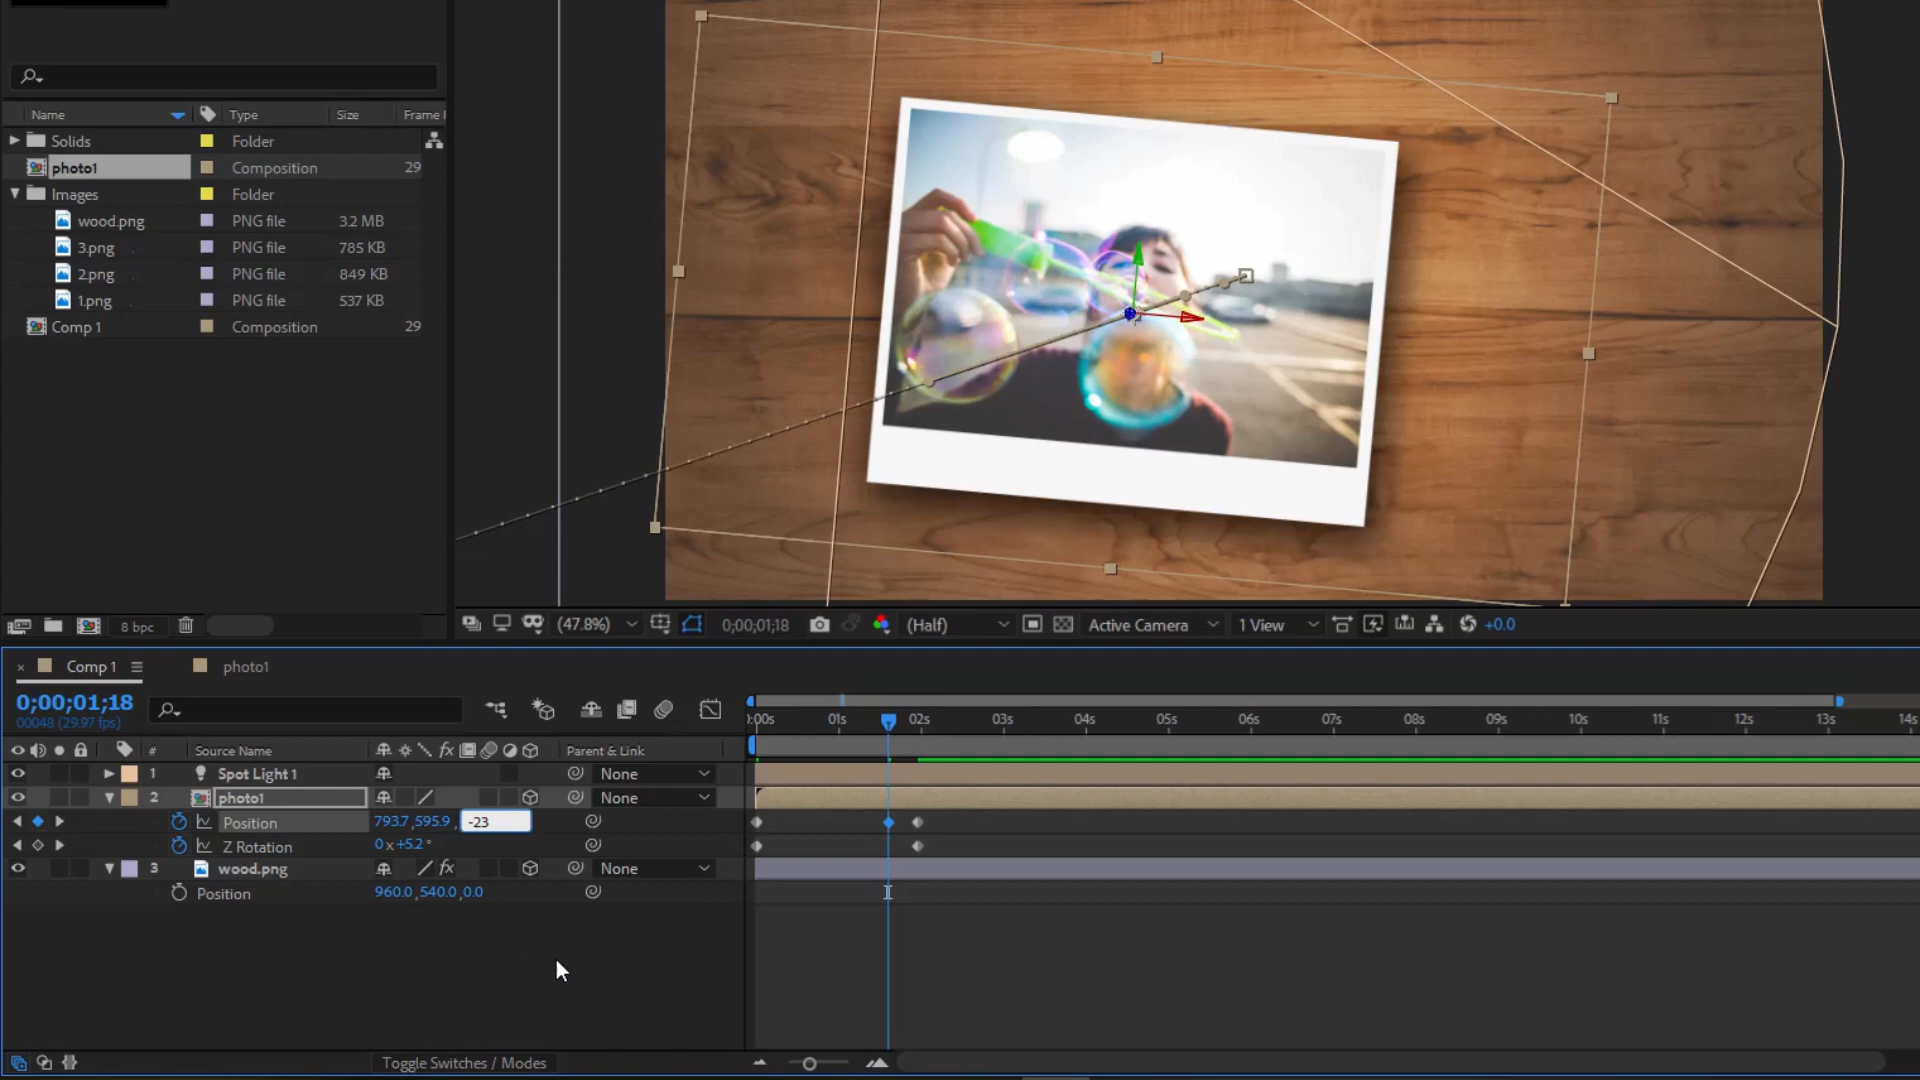 Name Type Size Frame
Solids Folder
photo1 Composition 29
Images Folder
wood.png PNG file 3.2 MB
3.png PNG file 785 KB
2.png PNG file 849 KB
1.png PNG file 537 KB
Comp 1 Composition 29
8 bpc
(47.8%) 0;00;01;18 (Half) Active Camera 1 View +0.0
× Comp 1 photo1
0;00;01;18
00048 (29.97 fps)
:00s 01s 02s 03s 04s 05s 06s 07s 08s 09s 10s 11s 12s 13s 14s
# Source Name fx Parent & Link
1 Spot Light 1 None
2 photo1 None
Position 793.7,595.9, -23
Z Rotation 0x+5.2°
3 wood.png fx None
Position 960.0,540.0,0.0
Toggle Switches / Modes